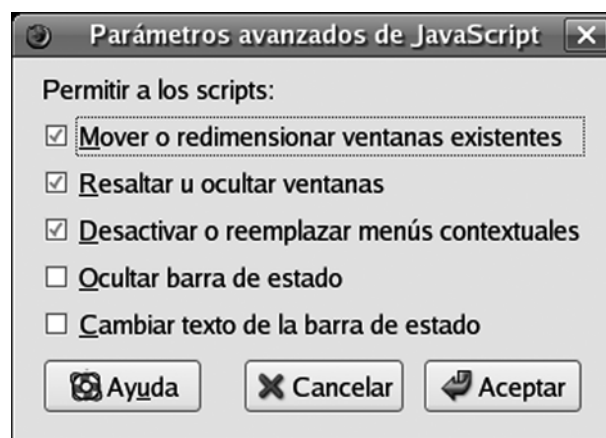 Parámetros avanzados de JavaScript
Permitir a los scripts:
Mover o redimensionar ventanas existentes
Resaltar u ocultar ventanas
Desactivar o reemplazar menús contextuales
Ocultar barra de estado
Cambiar texto de la barra de estado
Ayuda Cancelar Aceptar